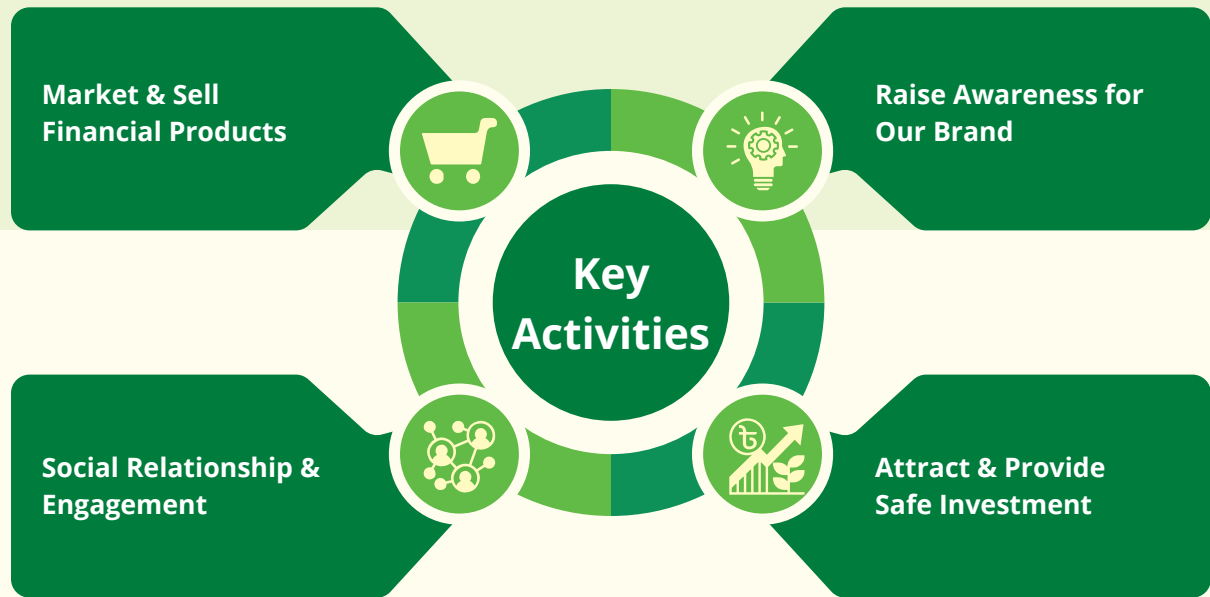 Market & Sell
Financial Products
Raise Awareness for
Our Brand
Key
Activities
Social Relationship &
Engagement
৳
Attract & Provide
Safe Investment